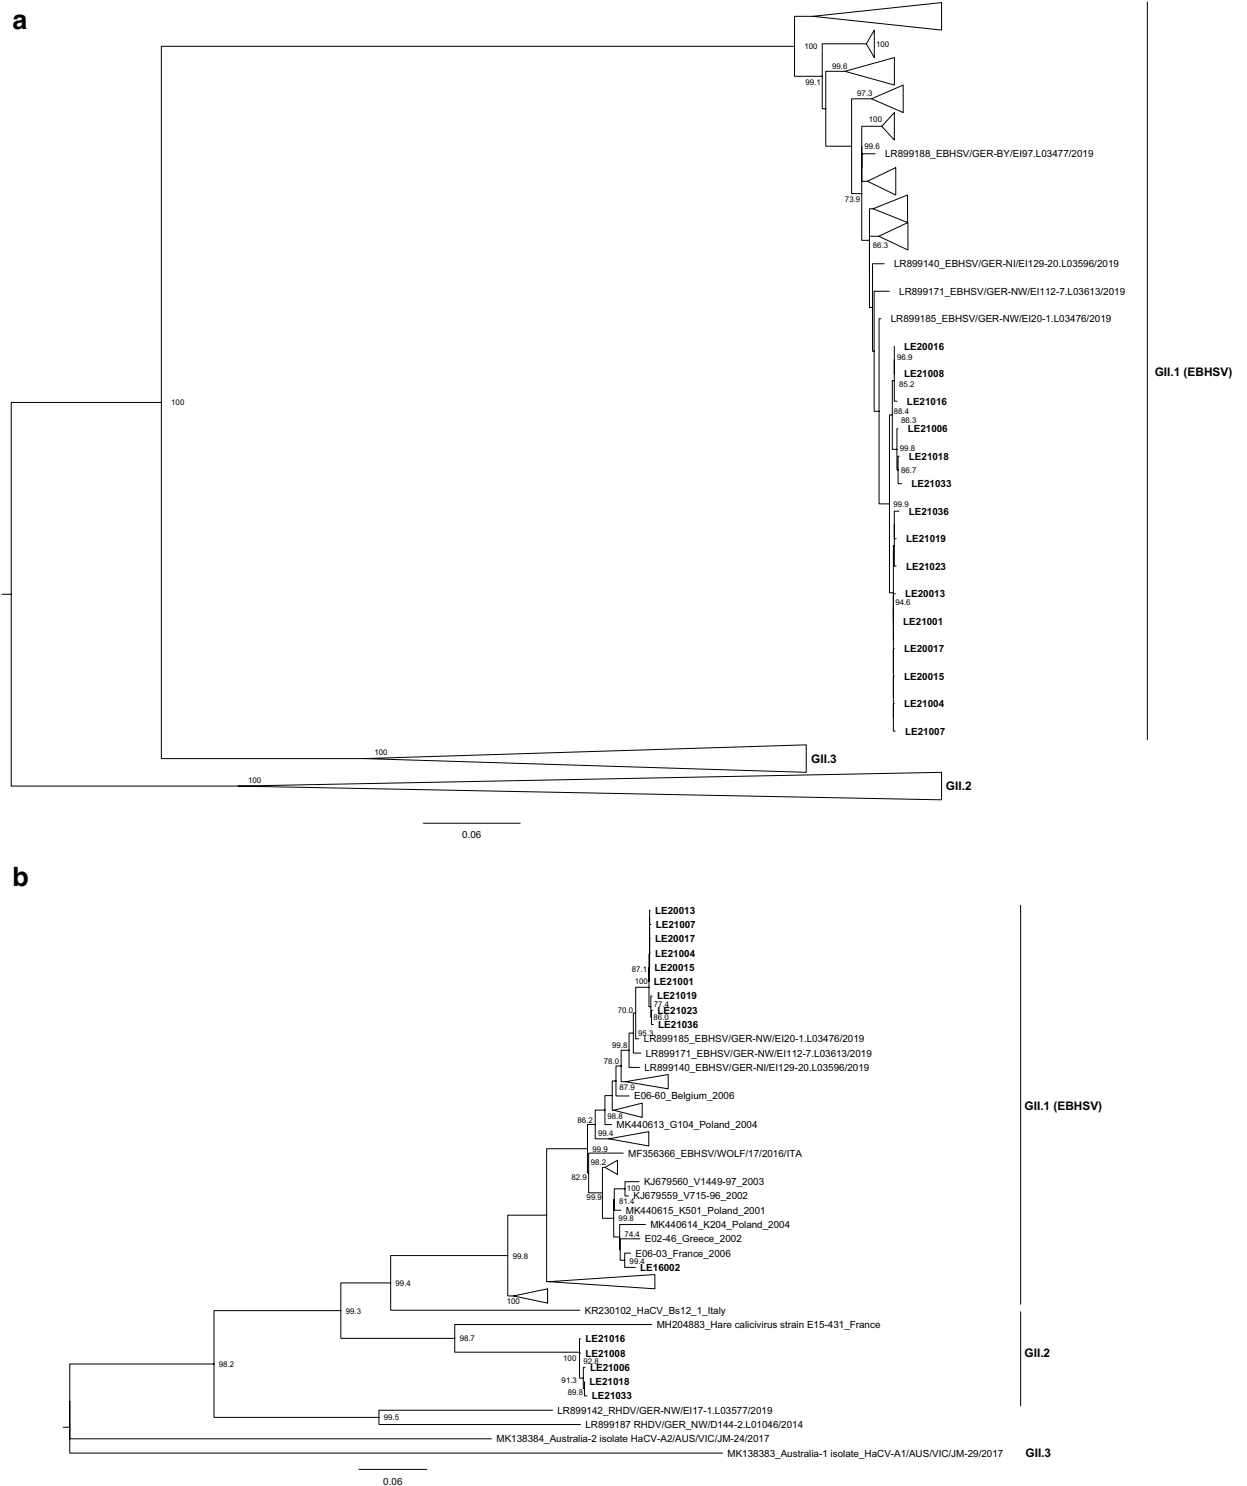 a
100
100
99.6
99.1
97.3
100
99.6
LR899188_EBHSV/GER-BY/EI97.L03477/2019
73.9
86.3
LR899140_EBHSV/GER-NI/EI129-20.L03596/2019
LR899171_EBHSV/GER-NW/EI112-7.L03613/2019
LR899185_EBHSV/GER-NW/EI20-1.L03476/2019
LE20016
96.9
GII.1 (EBHSV)
LE21008
85.2
100
LE21016
88.4
86.3
LE21006
99.8
LE21018
86.7
LE21033
99.9
LE21036
LE21019
LE21023
LE20013
94.6
LE21001
LE20017
LE20015
LE21004
LE21007
100
GII.3
100
GII.2
0.06
b
LE20013
LE21007
LE20017
LE21004
87.1
LE20015
100
LE21001
LE21019
77.4
70.0
LE21023
86.0
LE21036
95.3
LR899185_EBHSV/GER-NW/EI20-1.L03476/2019
99.8
LR899171_EBHSV/GER-NW/EI112-7.L03613/2019
78.0
LR899140_EBHSV/GER-NI/EI129-20.L03596/2019
87.9
E06-60_Belgium_2006
GII.1 (EBHSV)
98.8
86.2
MK440613_G104_Poland_2004
99.4
99.9
MF356366_EBHSV/WOLF/17/2016/ITA
98.2
82.9
KJ679560_V1449-97_2003
100
99.9
KJ679559_V715-96_2002
81.4
MK440615_K501_Poland_2001
99.8
MK440614_K204_Poland_2004
74.4
E02-46_Greece_2002
E06-03_France_2006
99.8
99.4
LE16002
99.4
100
99.3
KR230102_HaCV_Bs12_1_Italy
MH204883_Hare calicivirus strain E15-431_France
98.7
LE21016
GII.2
100
LE21008
92.8
98.2
LE21006
91.3
LE21018
89.8
LE21033
LR899142_RHDV/GER-NW/EI17-1.L03577/2019
99.5
LR899187 RHDV/GER_NW/D144-2.L01046/2014
MK138384_Australia-2 isolate HaCV-A2/AUS/VIC/JM-24/2017
MK138383_Australia-1 isolate_HaCV-A1/AUS/VIC/JM-29/2017
GII.3
0.06